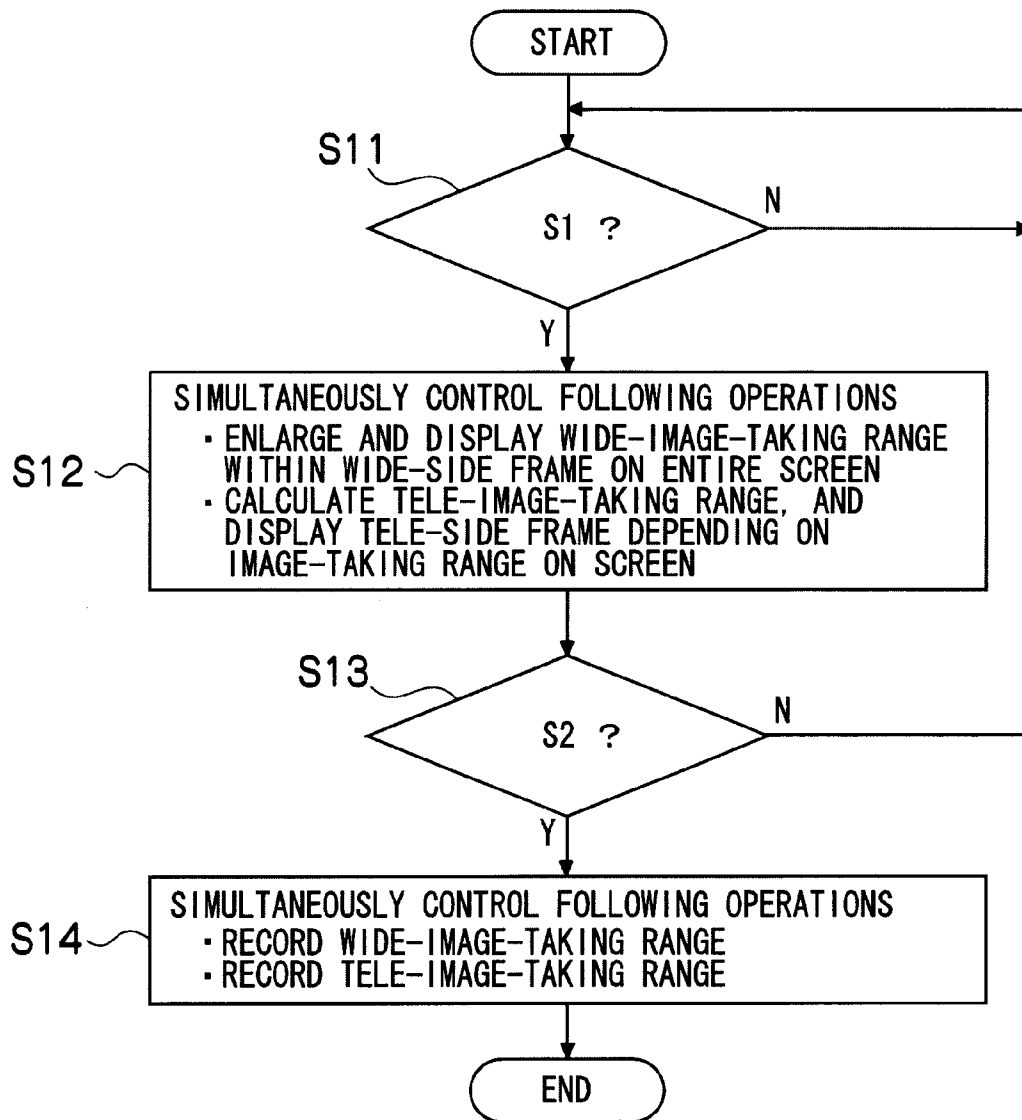 START
S11
S1 ?
N
Y
SIMULTANEOUSLY CONTROL FOLLOWING OPERATIONS
· ENLARGE AND DISPLAY WIDE-IMAGE-TAKING RANGE
WITHIN WIDE-SIDE FRAME ON ENTIRE SCREEN
S12
· CALCULATE TELE-IMAGE-TAKING RANGE, AND
DISPLAY TELE-SIDE FRAME DEPENDING ON
IMAGE-TAKING RANGE ON SCREEN
S13
S2 ?
N
Y
SIMULTANEOUSLY CONTROL FOLLOWING OPERATIONS
S14
· RECORD WIDE-IMAGE-TAKING RANGE
· RECORD TELE-IMAGE-TAKING RANGE
END